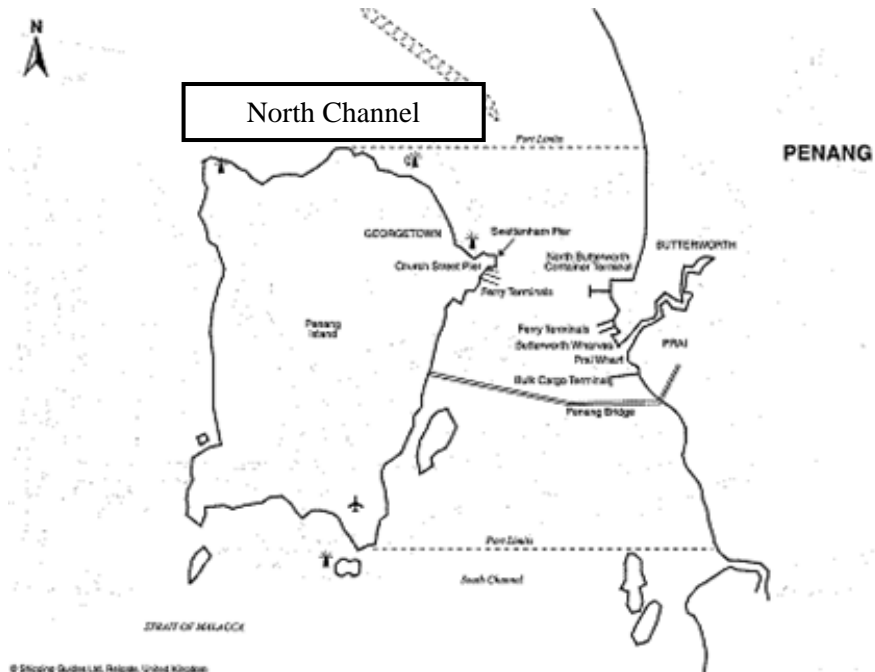 N
North Channel
Port Limits
PENANG
GEORGETOWN
Swettenham Pier
BUTTERWORTH
North Butterworth
Container Terminal
Church Street Pier
Ferry Terminals
Penang
Island
Ferry Terminals
Butterworth Wharves
PRAI
Prai Wharf
Bulk Cargo Terminals
Penang Bridge
Port Limits
South Channel
STRAIT OF MALACCA
© Shipping Guides Ltd, Reigate, United Kingdom